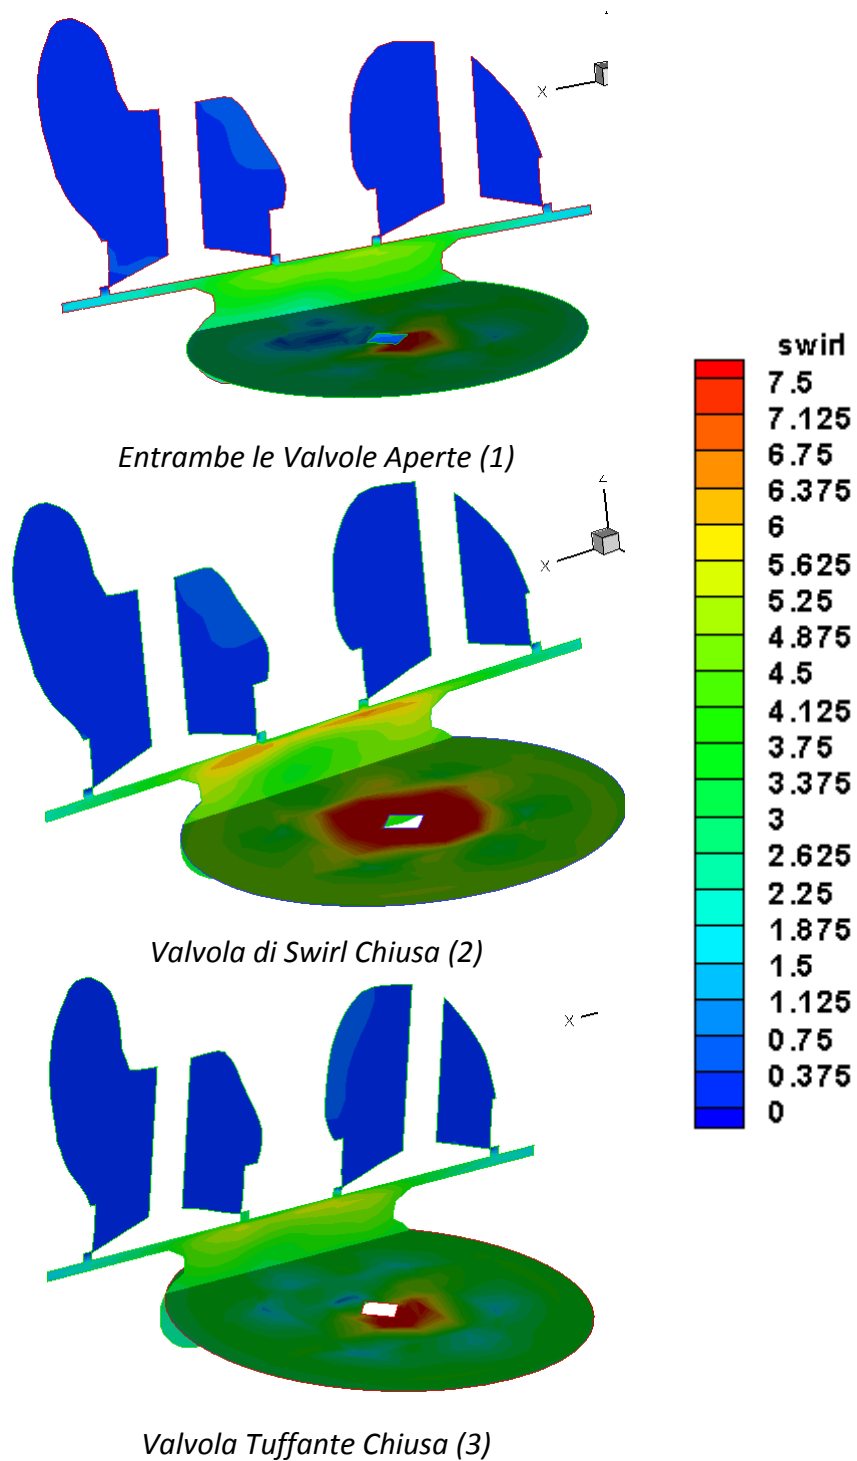 X
Entrambe le Valvole Aperte (1)
swirl
7.5
7.125
6.75
6.375
6
5.625
5.25
4.875
4.5
4.125
3.75
3.375
3
2.625
2.25
1.875
1.5
1.125
0.75
0.375
0
Z
X
Valvola di Swirl Chiusa (2)
X
Valvola Tuffante Chiusa (3)